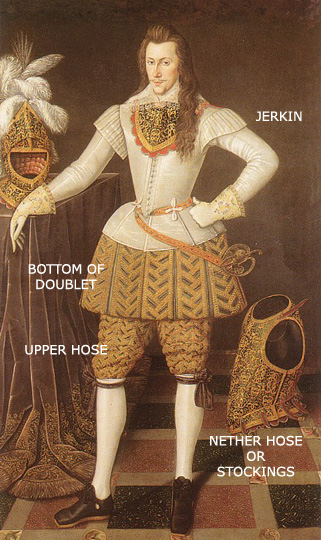 JERKIN
BOTTOM OF
DOUBLET
UPPER HOSE
NETHER HOSE
OR
STOCKINGS